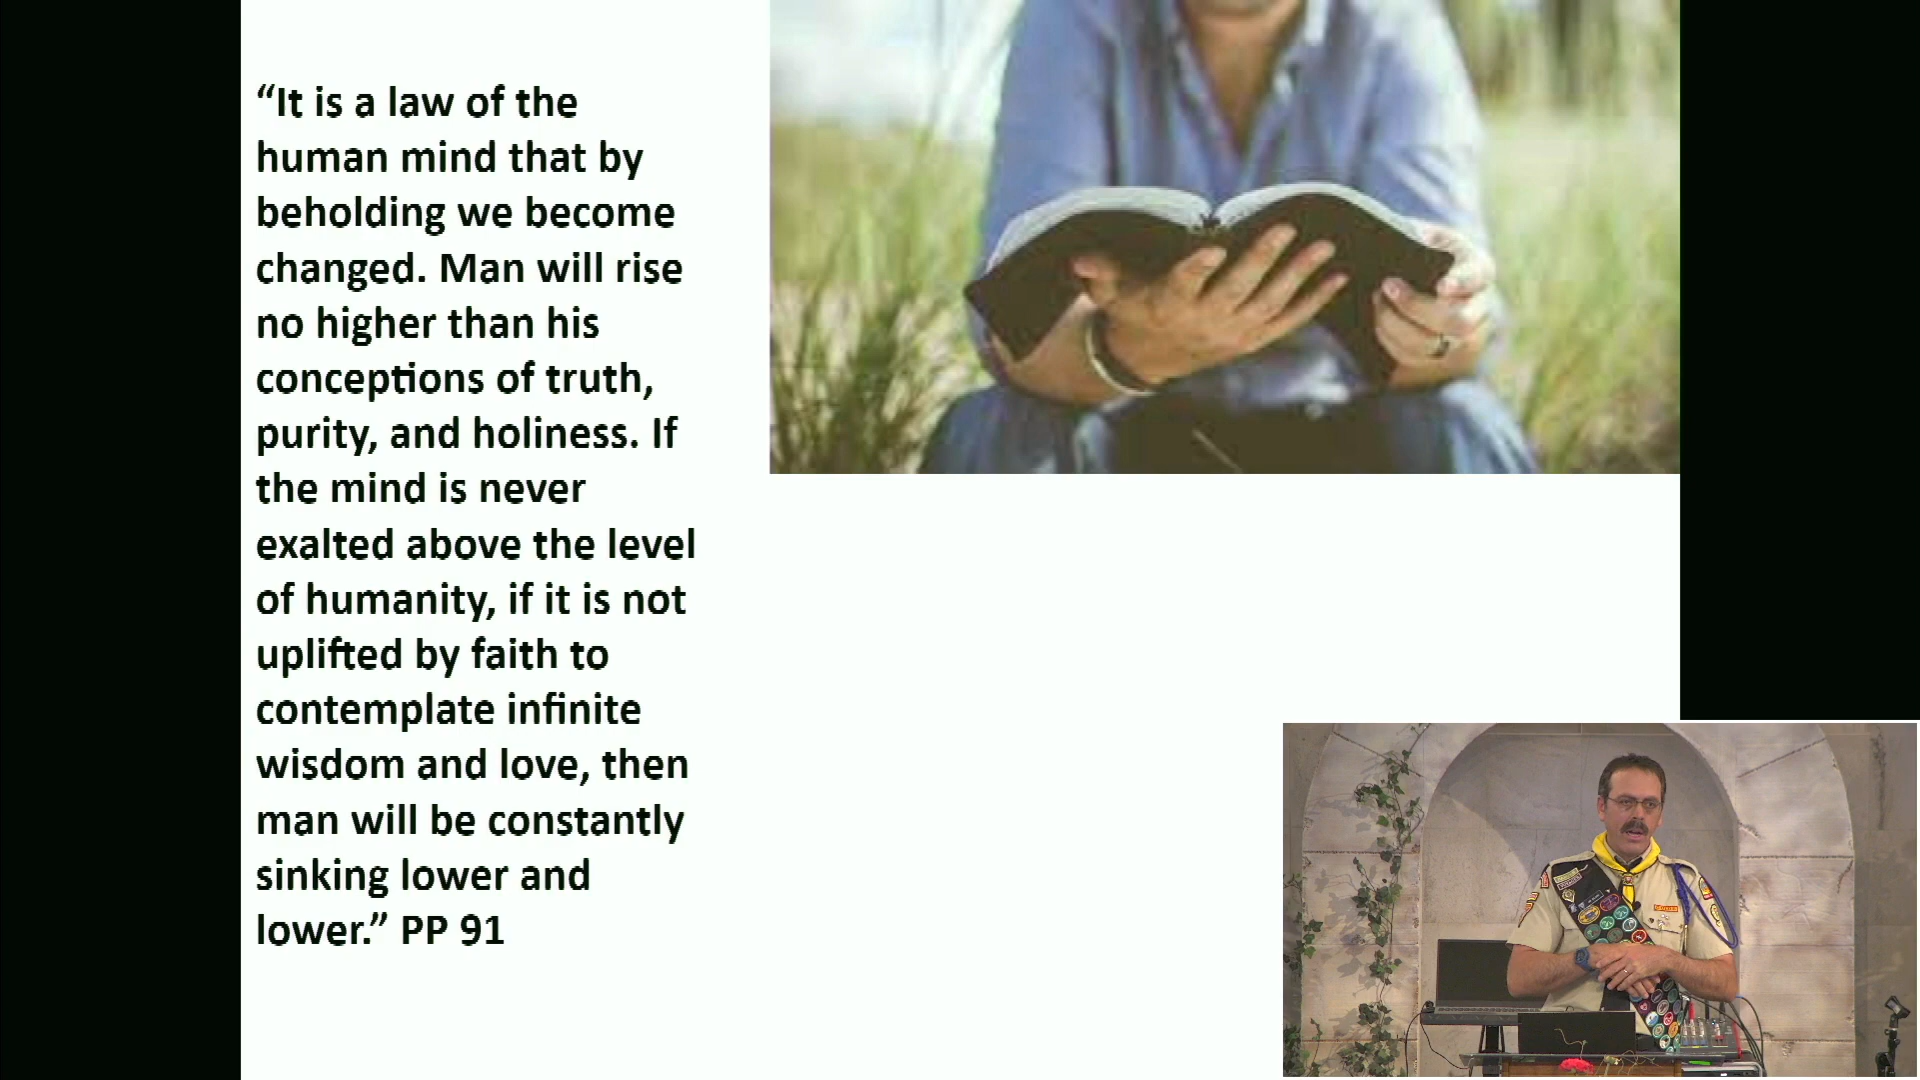 “It is a law of the
human mind that by
beholding we become
changed. Man will rise
no higher than his
conceptions of truth,
purity, and holiness. If
the mind is never
exalted above the level
of humanity, if it is not
uplifted by faith to
contemplate infinite
wisdom and love, then
man will be constantly
sinking lower and
lower.” PP 91